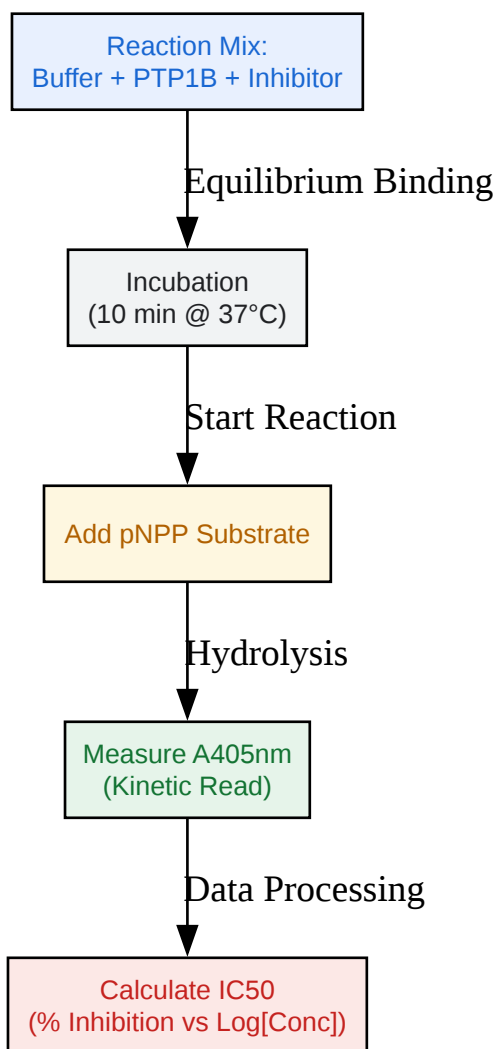 Reaction Mix:
Buffer + PTP1B + Inhibitor
Equilibrium Binding
Incubation
(10 min @ 37°C)
Start Reaction
Add pNPP Substrate
Hydrolysis
Measure A405nm
(Kinetic Read)
Data Processing
Calculate IC50
(% Inhibition vs Log[Conc])